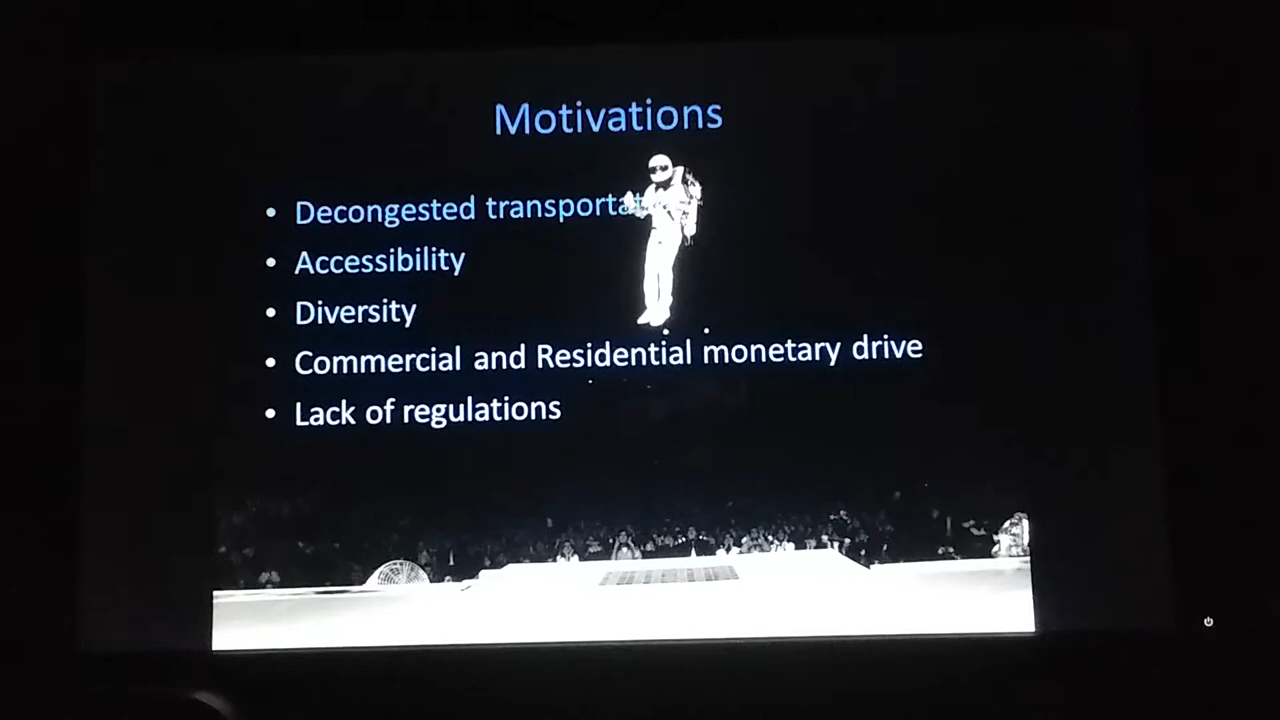 Motivations
• Decongested transportat
• Accessibility
• Diversity
• Commercial and Residential monetary drive
• Lack of regulations